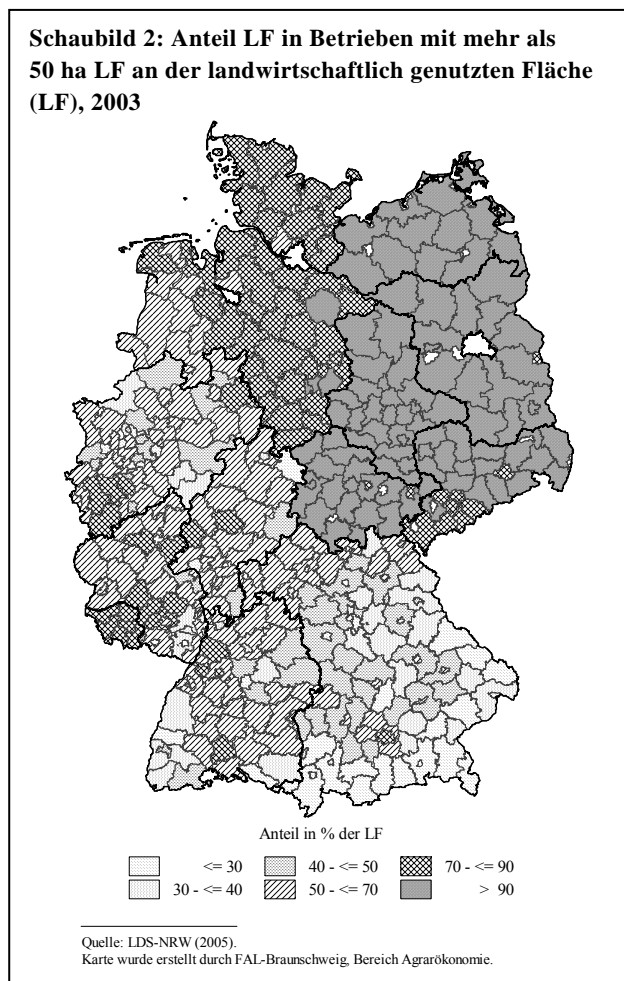 Schaubild 2: Anteil LF in Betrieben mit mehr als
50 ha LF an der landwirtschaftlich genutzten Fläche
(LF), 2003
Anteil in % der LF
<= 30 40 - <= 50 70 - <= 90
30 - <= 40 50 - <= 70 > 90
Quelle: LDS-NRW (2005).
Karte wurde erstellt durch FAL-Braunschweig, Bereich Agrarökonomie.